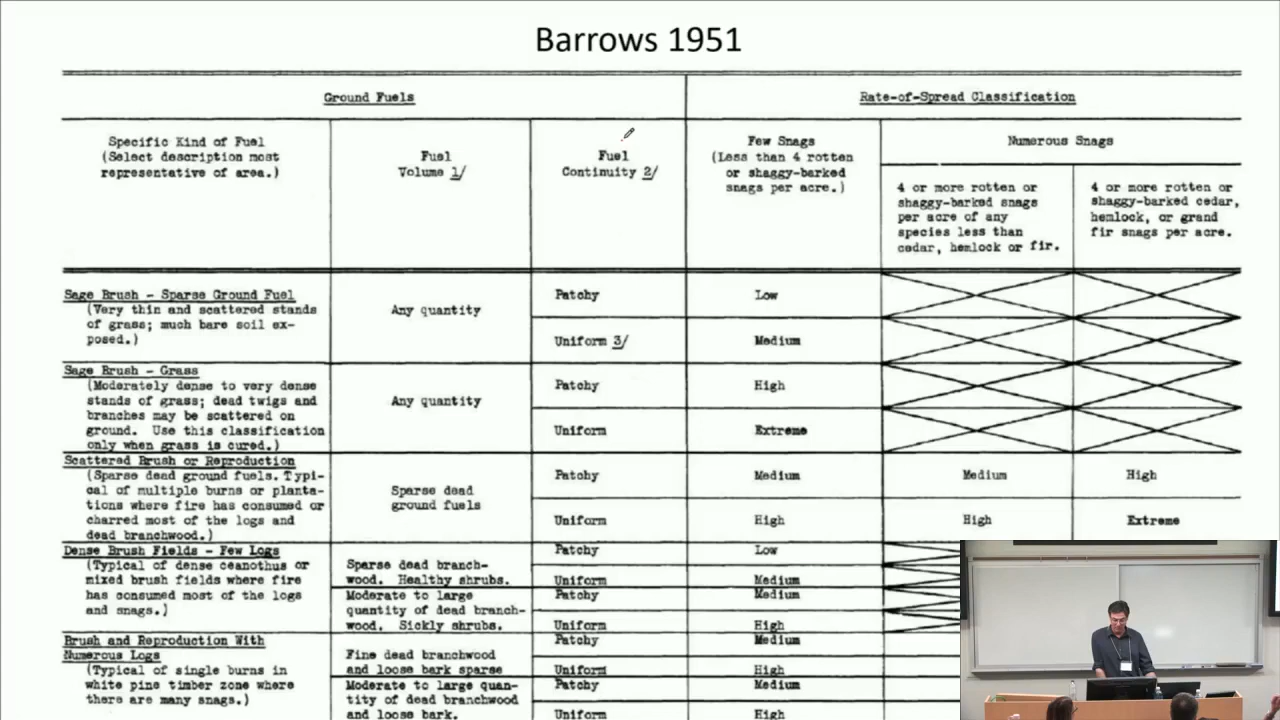 Barrows 1951
Ground Fuels
Rate-of-Spread Classification
Specific Kind of Fuel
(Select description most
representative of area.)
Fuel
Volume 1/
Fuel
Continuity 2/
Few Snags
(Less than 4 rotten
or shaggy-barked
snags per acre.)
Numerous Snags
4 or more rotten or
shaggy-barked snags
per acre of any
species less than
cedar, hemlock or fir.
4 or more rotten or
shaggy-barked cedar,
hemlock, or grand
fir snags per acre.
Sage Brush - Sparse Ground Fuel
(Very thin and scattered stands
of grass; much bare soil ex-
posed.)
Any quantity
Patchy
Low
Uniform 3/
Medium
Sage Brush - Grass
(Moderately dense to very dense
stands of grass; dead twigs and
branches may be scattered on
ground. Use this classification
only when grass is cured.)
Any quantity
Patchy
High
Uniform
Extreme
Scattered Brush or Reproduction
(Sparse dead ground fuels. Typi-
cal of multiple burns or planta-
tions where fire has consumed or
charred most of the logs and
dead branchwood.)
Sparse dead
ground fuels
Patchy
Medium
Medium
High
Uniform
High
High
Extreme
Dense Brush Fields - Few Logs
(Typical of dense ceanothus or
mixed brush fields where fire
has consumed most of the logs
and snags.)
Sparse dead branch-
wood. Healthy shrubs.
Patchy
Low
Uniform
Medium
Moderate to large
quantity of dead branch-
wood. Sickly shrubs.
Patchy
Medium
Uniform
High
Brush and Reproduction With
Numerous Logs
(Typical of single burns in
white pine timber zone where
there are many snags.)
Fine dead branchwood
and loose bark sparse
Patchy
Medium
Uniform
High
Moderate to large quan-
tity of dead branchwood
and loose bark.
Patchy
Medium
Uniform
High